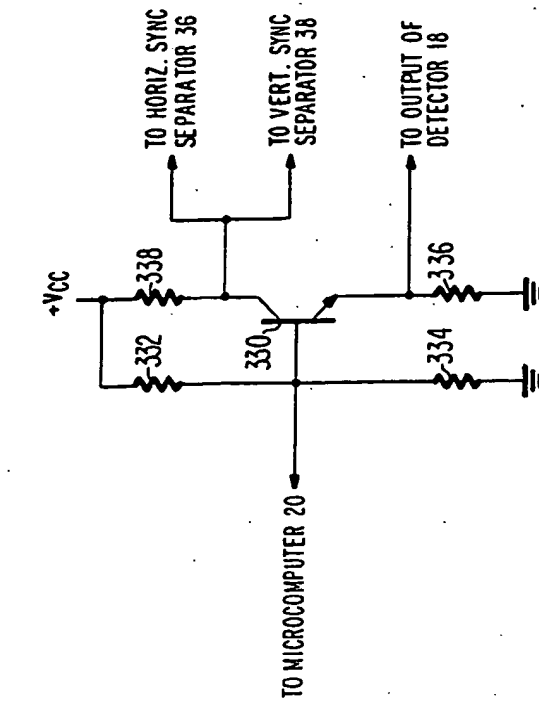 TO HORIZ. SYNC
SEPARATOR 36
TO VERT. SYNC
SEPARATOR 38
TO OUTPUT OF
DETECTOR 18
+VCC
338
332
330
336
334
TO MICROCOMPUTER 20